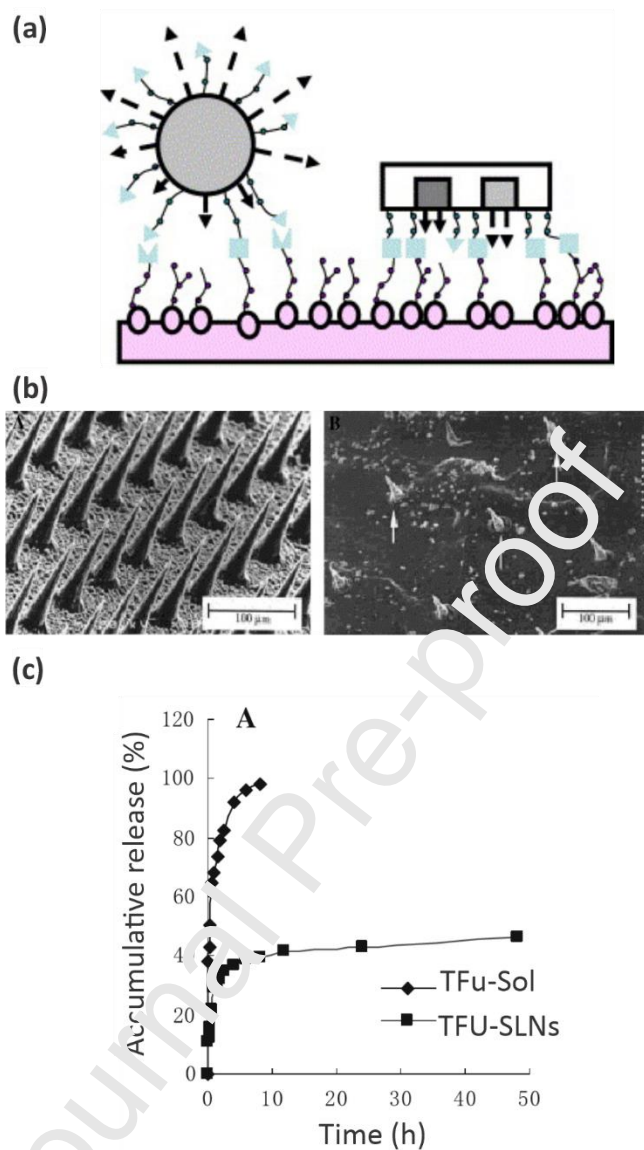 (a)
(b)
A
B
100 µm
100 µm
(c)
A
Accumulative release (%)
120
100
80
60
40
20
0
TFu-Sol
TFU-SLNs
0
10
20
30
40
50
Time (h)
Journal Pre-proof